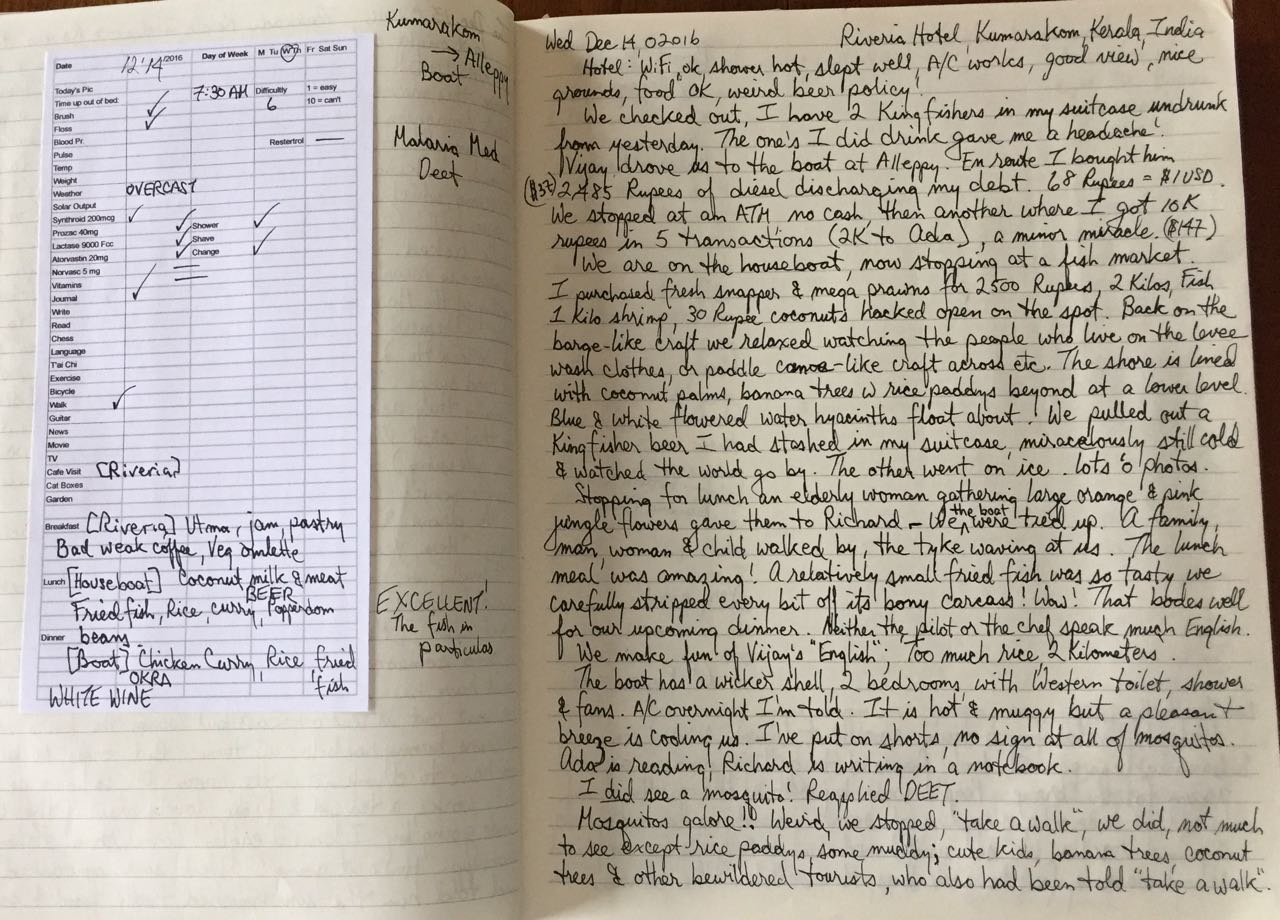 Date 12/14/2016 Day of Week M Tu W Th Fr Sat Sun
Today's Pic
Time up out of bed: 7:30 AM Difficultly 1 = easy
6 10 = can't
Brush
Floss
Blood Pr. Restertrol —
Pulse
Temp
Weight
Weather OVERCAST
Solar Output
Synthroid 200mcg
Prozac 40mg Shower
Lactase 9000 Fcc Shave
Atorvastin 20mg Change
Norvasc 5 mg
Vitamins
Journal
Write
Read
Chess
Language
T'ai Chi
Exercise
Bicycle
Walk
Guitar
News
Movie
TV
Cafe Visit [Riveria]
Cat Boxes
Garden
Breakfast [Riveria] Utma, jam, pastry
Bad weak coffee, Veg omlette
Lunch [Houseboat] Coconut milk & meat
BEER
Fried fish, Rice, curry, Popperdom
Dinner beans
[Boat] Chicken Curry, Rice fried
OKRA fish
WHITE WINE
Kumarakom
→ Alleppy
Boat
Malaria Med
Deet
EXCELLENT!
The fish in
particulas
Wed Dec 14, 02016 Riveria Hotel, Kumarakom, Kerala, India
Hotel: WiFi ok, shower hot, slept well, A/C works, good view, nice
grounds, food OK, weird beer policy.
We checked out, I have 2 Kingfishers in my suitcase undrunk
from yesterday. The one's I did drink gave me a headache!
Vijay drove us to the boat at Alleppy. En route I bought him
($37) 2,485 Rupees of diesel discharging my debt. 68 Rupees = $1 USD.
We stopped at an ATM no cash then another where I got 10K
rupees in 5 transactions (2K to Ada), a minor miracle. ($147)
We are on the houseboat, now stopping at a fish market.
I purchased fresh snapper & mega prawns for 2500 Rupees, 2 Kilos, Fish
1 Kilo shrimp, 30 Rupee coconuts hacked open on the spot. Back on the
barge-like craft we relaxed watching the people who live on the levee
wash clothes, or paddle canoe-like craft across etc. The shore is lined
with coconut palms, banana trees w rice paddys beyond at a lower level.
Blue & white flowered water hyacinths float about! We pulled out a
Kingfisher beer I had stashed in my suitcase, miraculously still cold
& watched the world go by. The other went on ice. lots 'o photos.
Stopping for lunch an elderly woman gathering large orange & pink
jungle flowers gave them to Richard - We the boat were tied up. A family,
man, woman & child walked by, the tyke waving at us. The lunch
meal was amazing! A relatively small fried fish was so tasty we
carefully stripped every bit off its bony carcass! Wow! That bodes well
for our upcoming dinner. Neither the pilot or the chef speak much English.
We make fun of Vijay's "English"; Too much rice 2 Kilometers.
The boat has a wicker shell, 2 bedrooms with Western toilet, shower
& fans. A/C overnight I'm told. It is hot & muggy but a pleasant
breeze is cooling us. I've put on shorts, no sign at all of mosquitos.
Ada is reading! Richard is writing in a notebook.
I did see a mosquito! Reapplied DEET.
Mosquitos galore!! Weird we stopped, "take a walk", we did, not much
to see except rice paddys, some muddy; cute kids, banana trees, coconut
trees & other bewildered tourists, who also had been told "take a walk".